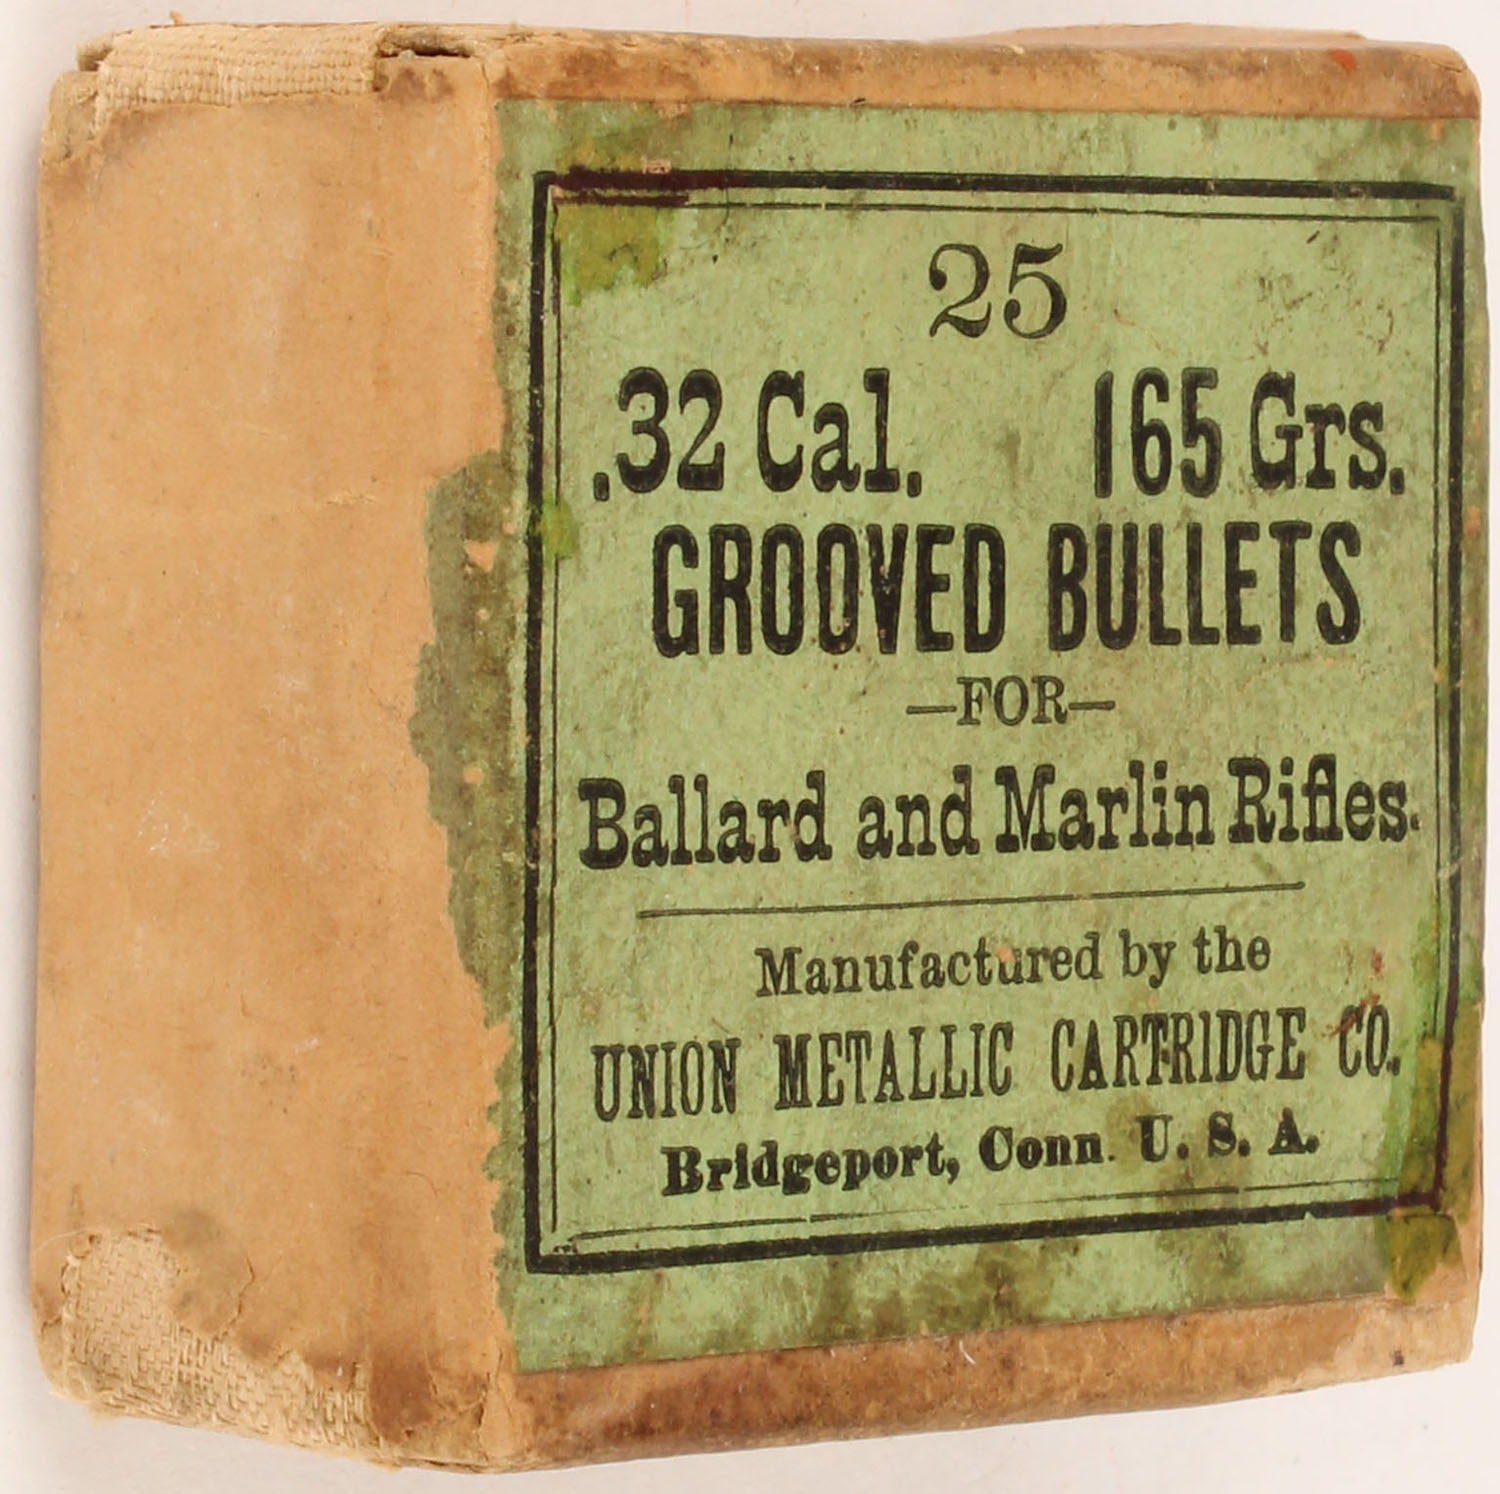 25
.32 Cal. 165 Grs.
GROOVED BULLETS
—FOR—
Ballard and Marlin Rifles.
Manufactured by the
UNION METALLIC CARTRIDGE CO.
Bridgeport, Conn. U. S. A.